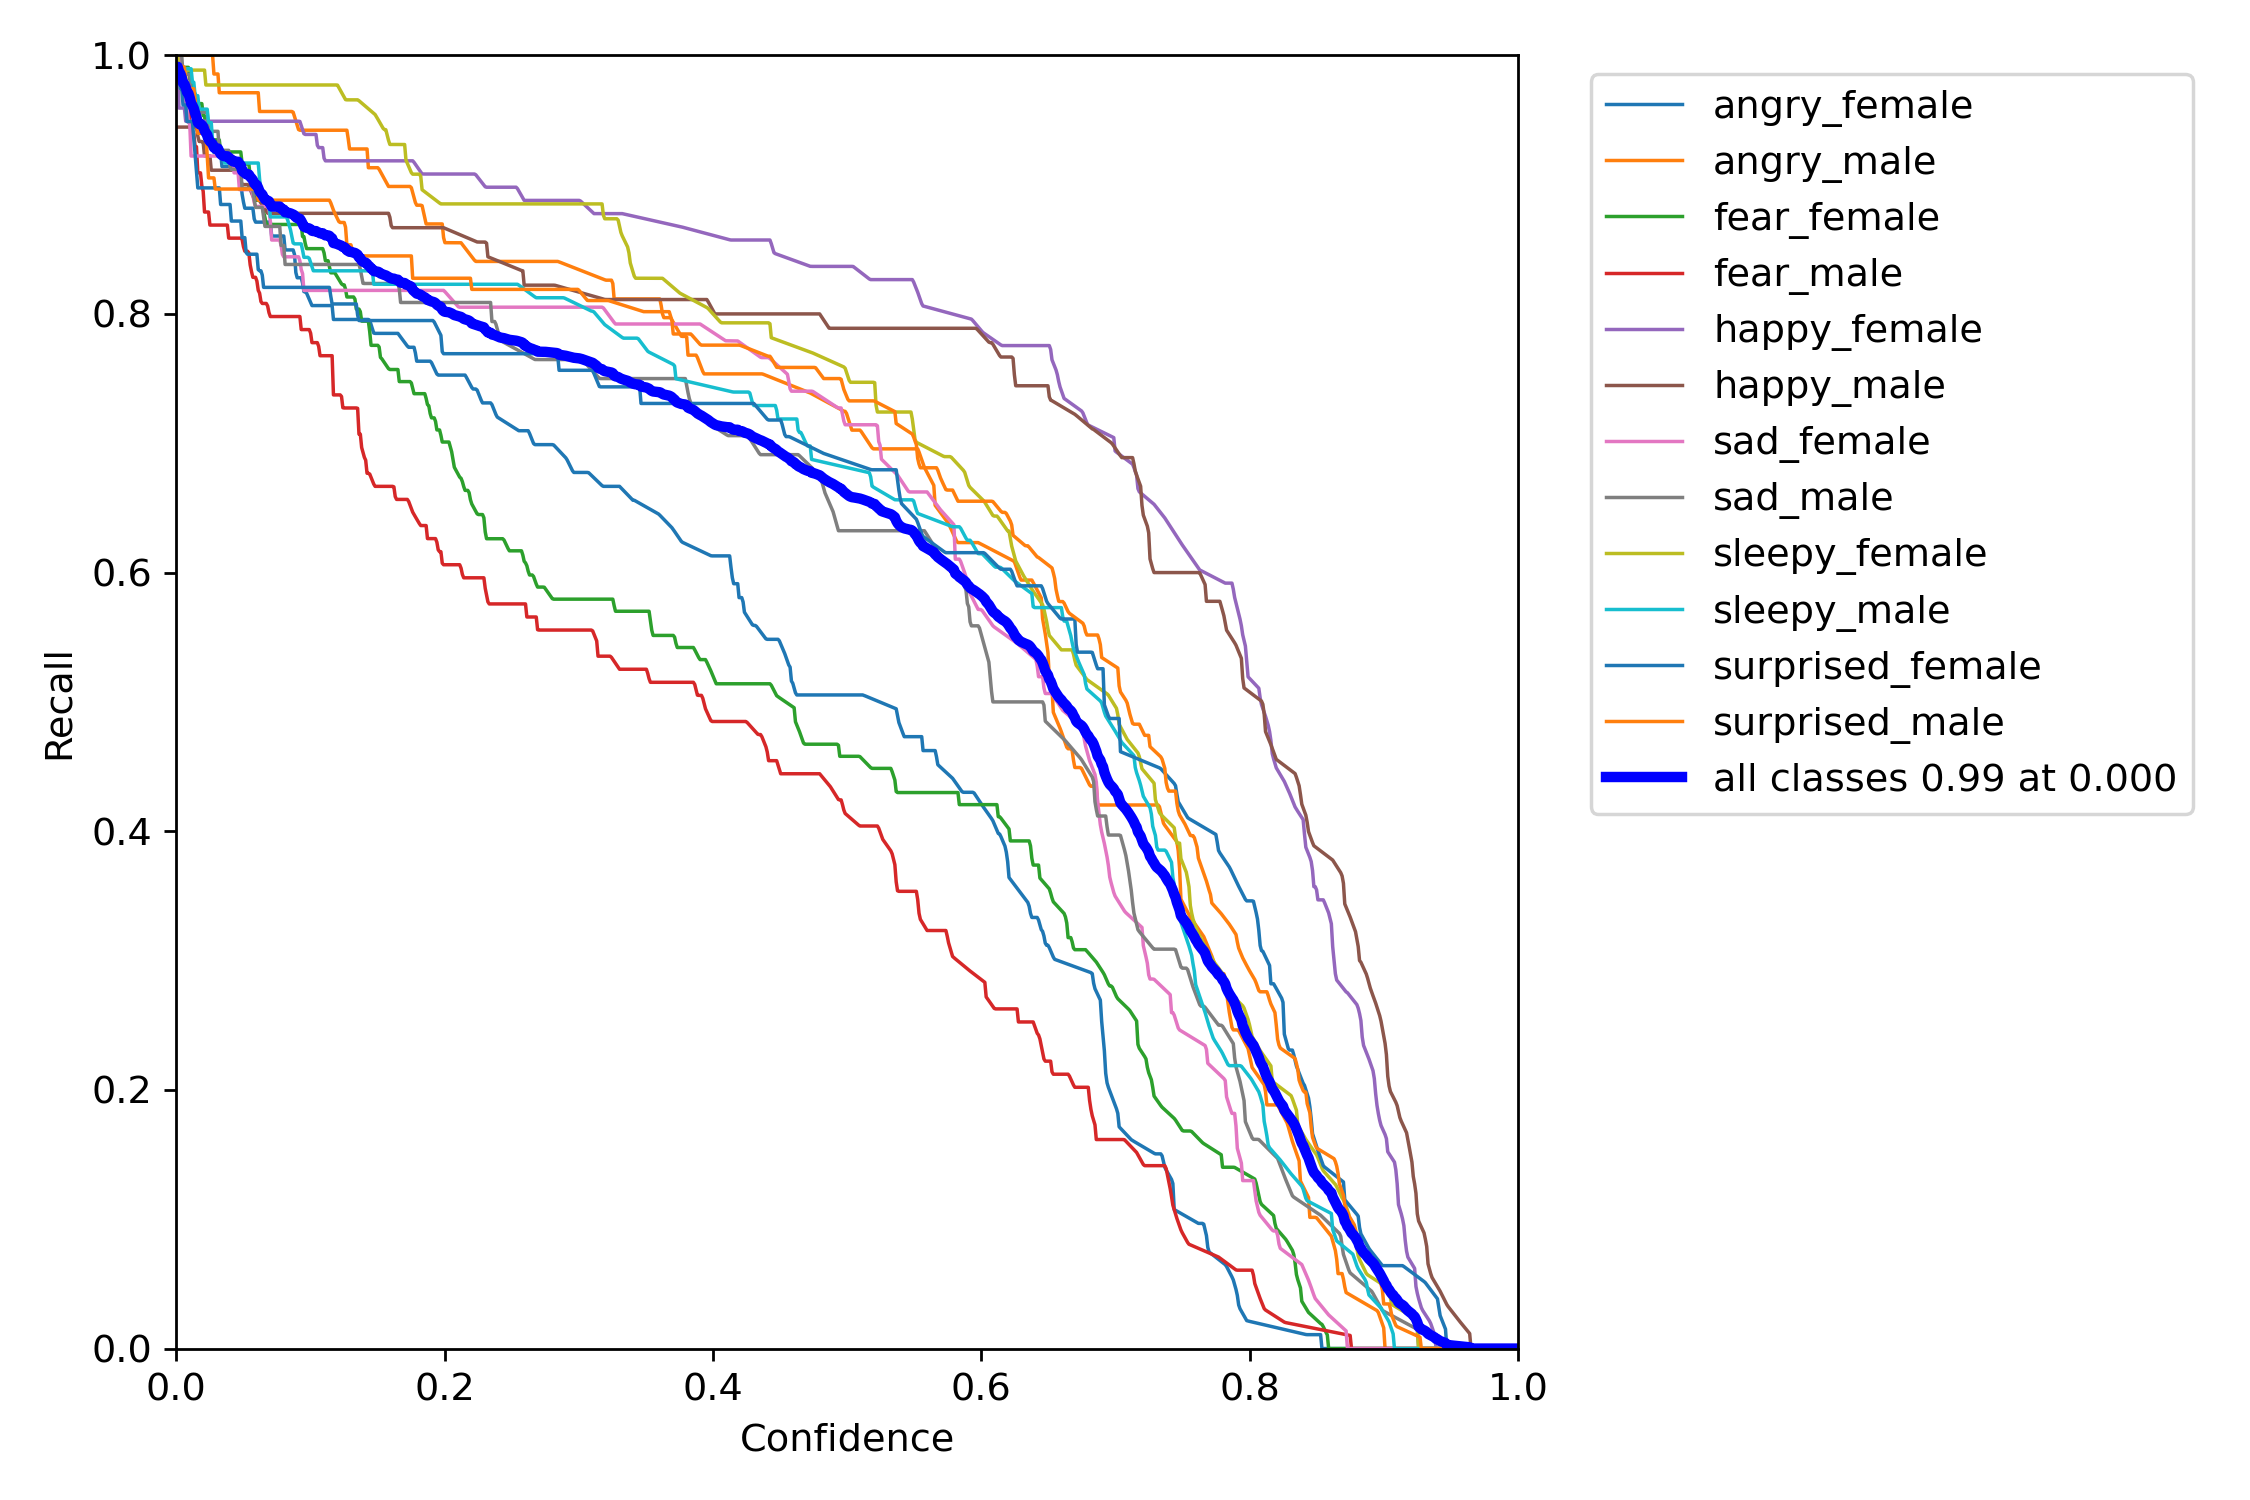 1.0
0.8
0.6
0.4
0.2
0.0
0.0 0.2 0.4 0.6 0.8 1.0
Recall
Confidence
angry_female
angry_male
fear_female
fear_male
happy_female
happy_male
sad_female
sad_male
sleepy_female
sleepy_male
surprised_female
surprised_male
all classes 0.99 at 0.000